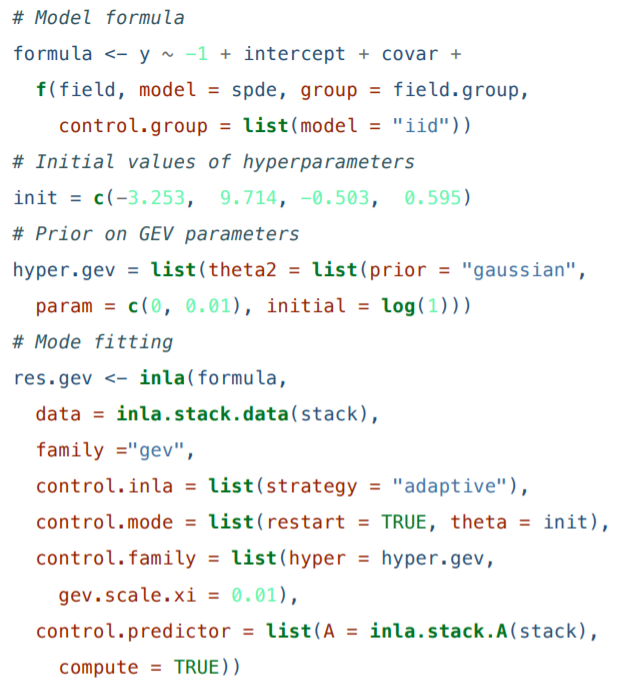 # Model formula
formula <- y ~ -1 + intercept + covar +
  f(field, model = spde, group = field.group,
    control.group = list(model = "iid"))
# Initial values of hyperparameters
init = c(-3.253,  9.714, -0.503,  0.595)
# Prior on GEV parameters
hyper.gev = list(theta2 = list(prior = "gaussian",
  param = c(0, 0.01), initial = log(1)))
# Mode fitting
res.gev <- inla(formula,
  data = inla.stack.data(stack),
  family ="gev",
  control.inla = list(strategy = "adaptive"),
  control.mode = list(restart = TRUE, theta = init),
  control.family = list(hyper = hyper.gev,
    gev.scale.xi = 0.01),
  control.predictor = list(A = inla.stack.A(stack),
    compute = TRUE))